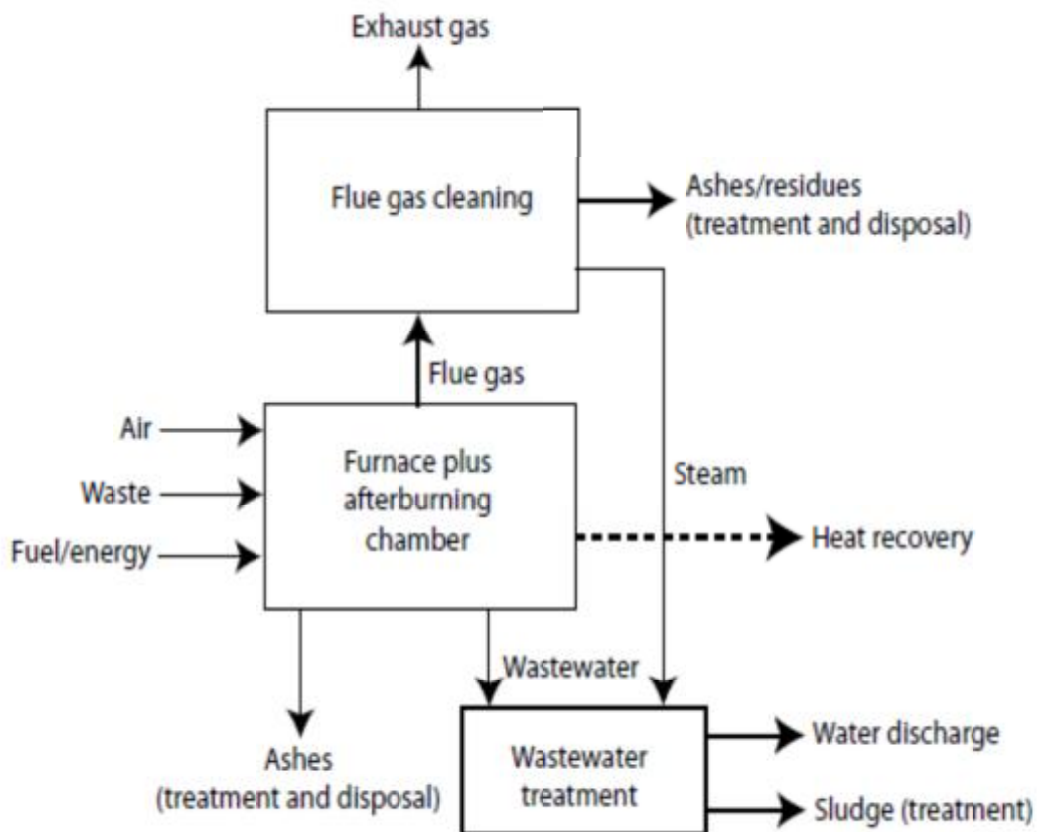 Exhaust gas
Flue gas cleaning
Ashes/residues
(treatment and disposal)
Flue gas
Air
Waste
Fuel/energy
Furnace plus
afterburning
chamber
Steam
Heat recovery
Wastewater
Ashes
(treatment and disposal)
Wastewater
treatment
Water discharge
Sludge (treatment)